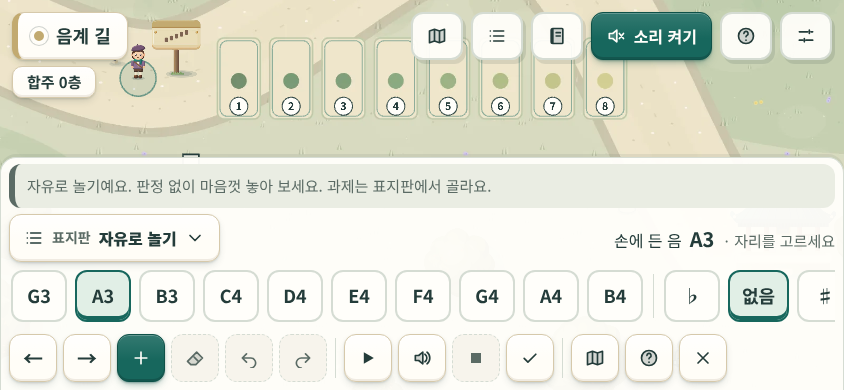 음계 길
소리 켜기
합주 0층
1 2 3 4 5 6 7 8
자유로 놀기예요. 판정 없이 마음껏 놓아 보세요. 과제는 표지판에서 골라요.
표지판 자유로 놀기
손에 든 음 A3 · 자리를 고르세요
G3 A3 B3 C4 D4 E4 F4 G4 A4 B4 ♭ 없음 ♯